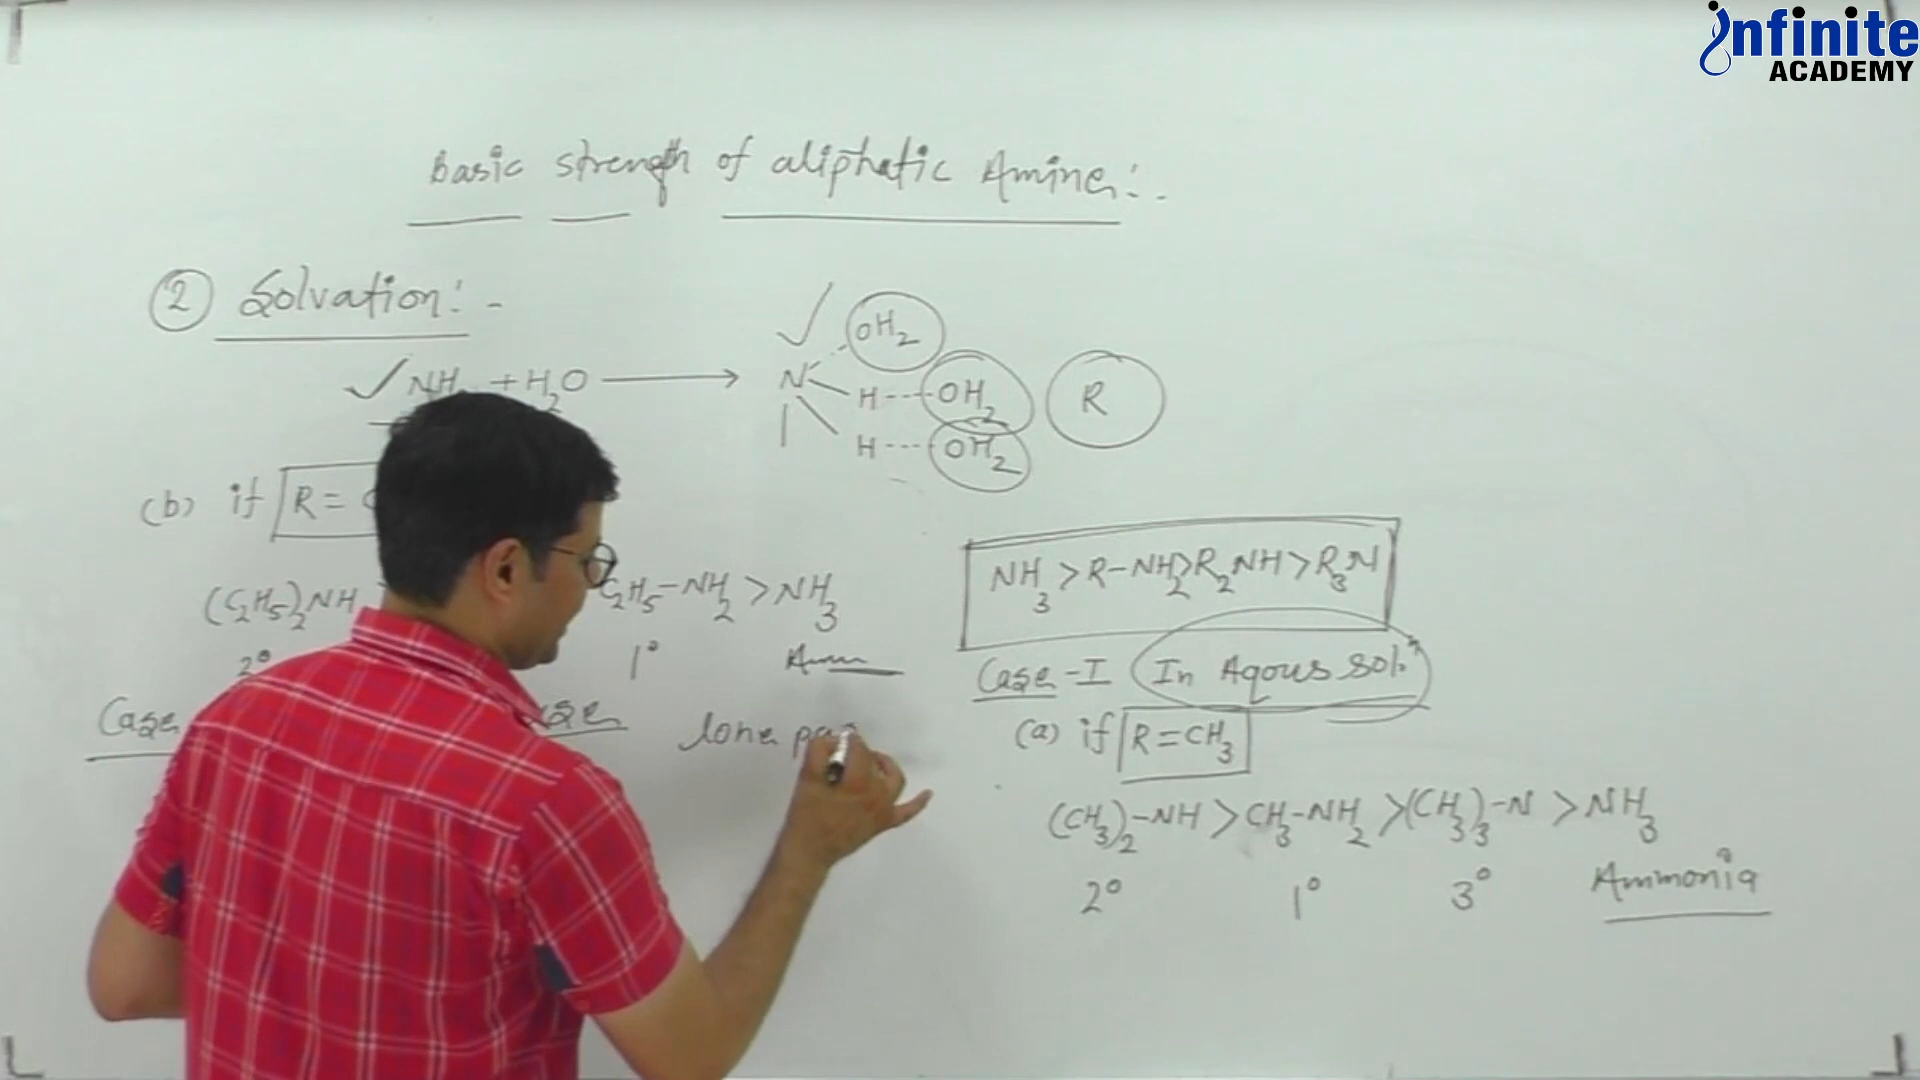 infinite
ACADEMY
Basic strength of aliphatic Amines:-
② Solvation:-
✓NH + H2O ⟶ ✓
OH2
N
H---OH2
H---OH2
R
(b) if R =
NH3 > R-NH2 > R2NH > R3N
(C2H5)2NH
C2H5-NH2 > NH3
2°
1°
Case-I In Aqous sol.n
Case
lone pa
(a) if R = CH3
(CH3)2-NH > CH3-NH2 > (CH3)3-N > NH3
2° 1° 3° Ammonia